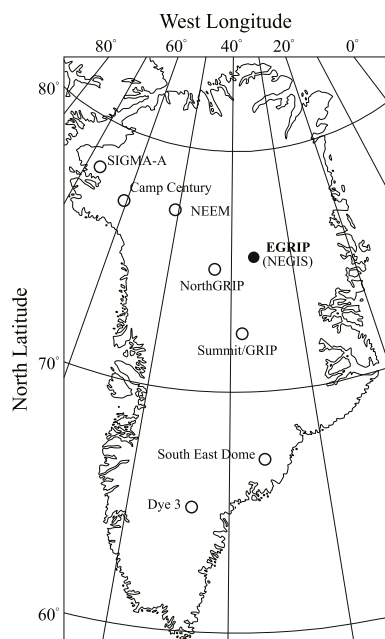 West Longitude
80° 60° 40° 20° 0°
80°
SIGMA-A
Camp Century
NEEM
EGRIP
(NEGIS)
NorthGRIP
Summit/GRIP
70°
North Latitude
South East Dome
Dye 3
60°